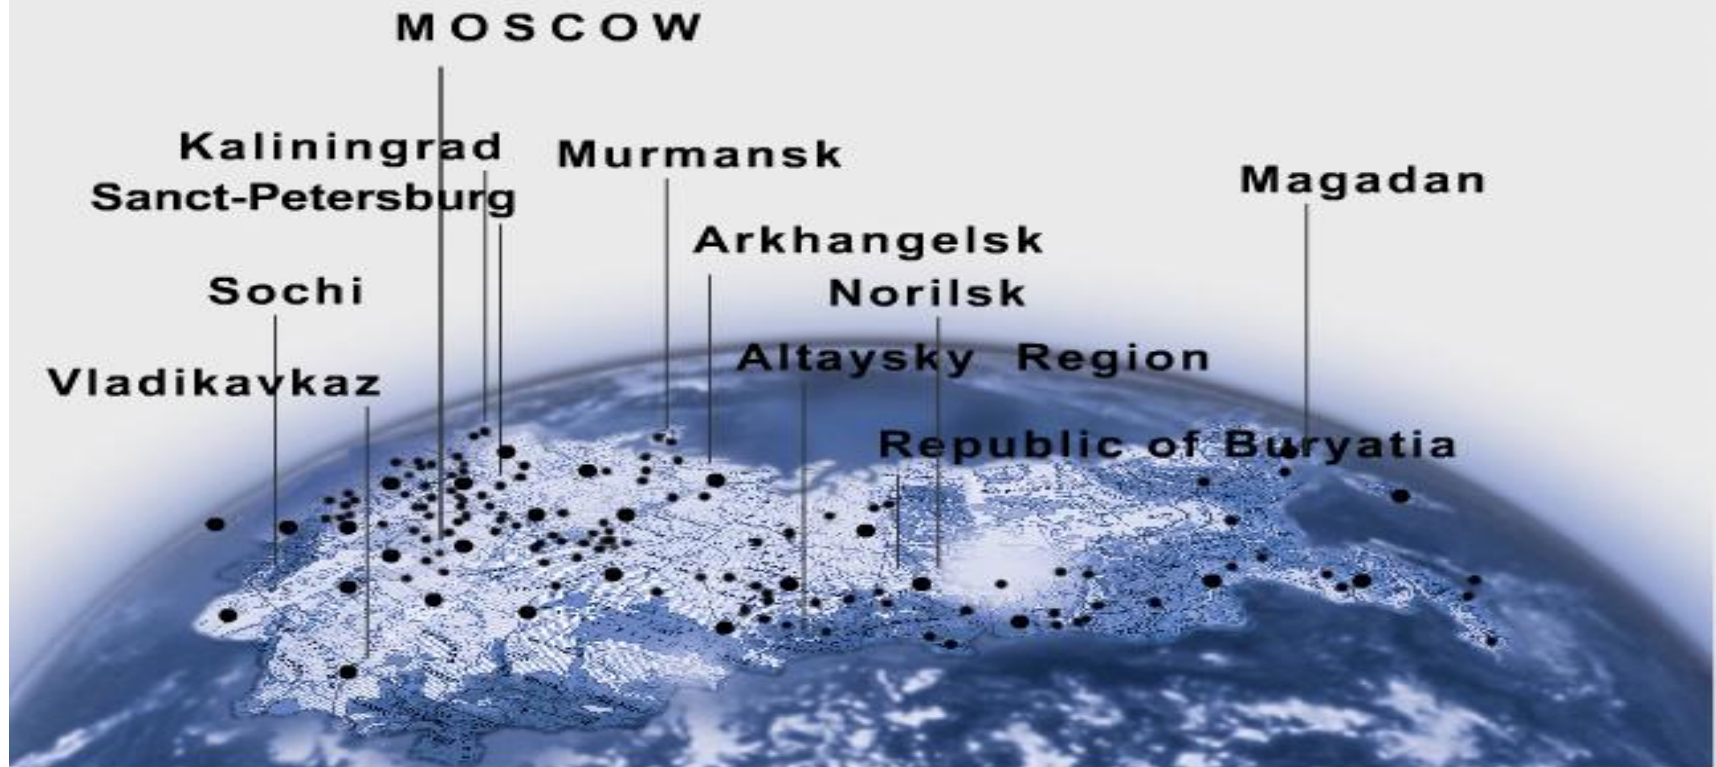 MOSCOW
Kaliningrad
Murmansk
Magadan
Sanct-Petersburg
Arkhangelsk
Sochi
Norilsk
Altaysky Region
Vladikavkaz
Republic of Buryatia